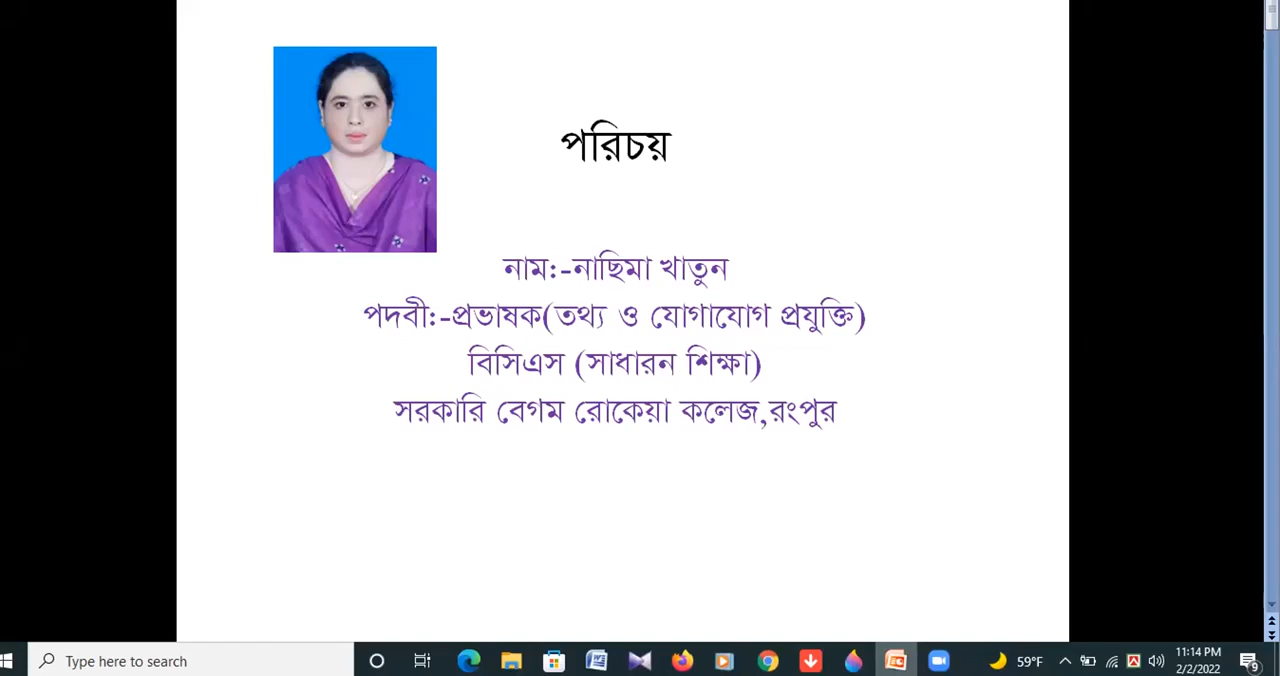 পরিচয়
নাম:-নাছিমা খাতুন
পদবী:-প্রভাষক(তথ্য ও যোগাযোগ প্রযুক্তি)
বিসিএস (সাধারন শিক্ষা)
সরকারি বেগম রোকেয়া কলেজ,রংপুর
Type here to search
59°F
11:14 PM
2/2/2022
9